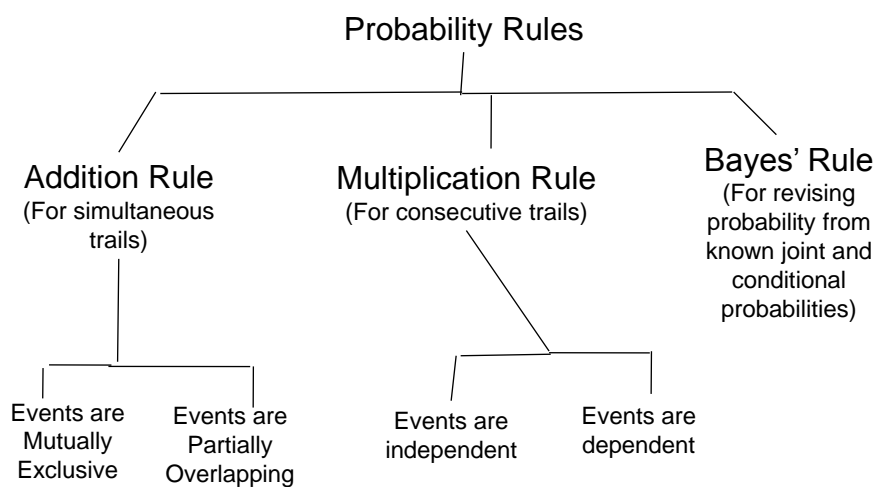 Probability Rules
Addition Rule
(For simultaneous
trails)
Multiplication Rule
(For consecutive trails)
Bayes’ Rule
(For revising
probability from
known joint and
conditional
probabilities)
Events are
Mutually
Exclusive
Events are
Partially
Overlapping
Events are
independent
Events are
dependent